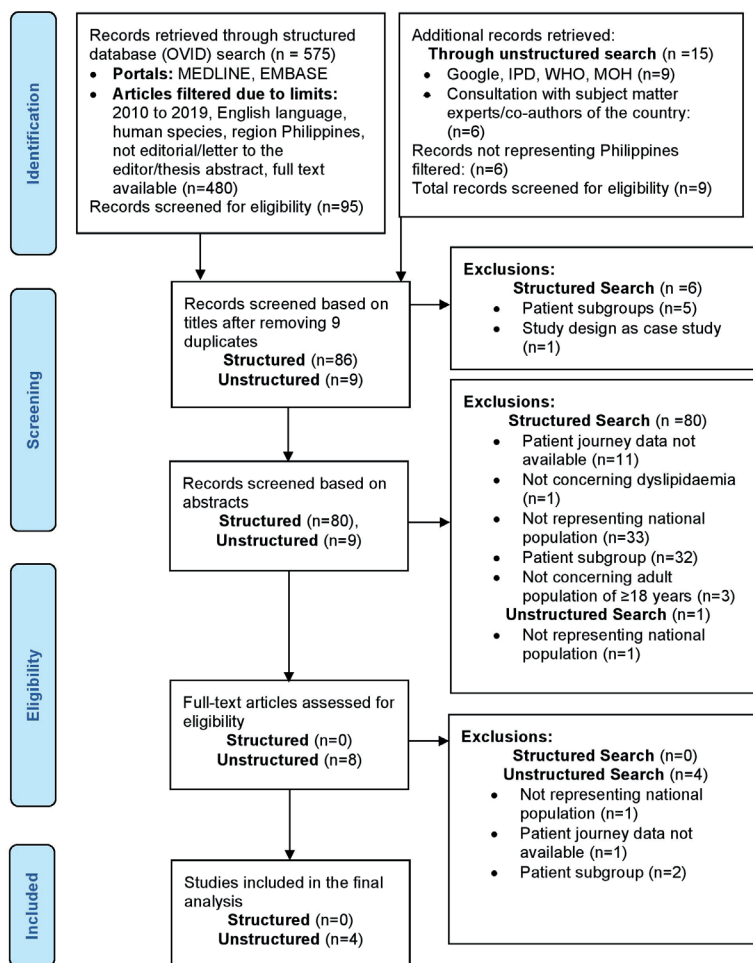 Identification
Records retrieved through structured
database (OVID) search (n = 575)
• Portals: MEDLINE, EMBASE
• Articles filtered due to limits:
2010 to 2019, English language,
human species, region Philippines,
not editorial/letter to the
editor/thesis abstract, full text
available (n=480)
Records screened for eligibility (n=95)
Additional records retrieved:
Through unstructured search (n =15)
• Google, IPD, WHO, MOH (n=9)
• Consultation with subject matter
experts/co-authors of the country:
(n=6)
Records not representing Philippines
filtered: (n=6)
Total records screened for eligibility (n=9)
Screening
Records screened based on
titles after removing 9
duplicates
Structured (n=86)
Unstructured (n=9)
Exclusions:
Structured Search (n =6)
• Patient subgroups (n=5)
• Study design as case study
(n=1)
Records screened based on
abstracts
Structured (n=80),
Unstructured (n=9)
Exclusions:
Structured Search (n =80)
• Patient journey data not
available (n=11)
• Not concerning dyslipidaemia
(n=1)
• Not representing national
population (n=33)
• Patient subgroup (n=32)
• Not concerning adult
population of ≥18 years (n=3)
Unstructured Search (n=1)
• Not representing national
population (n=1)
Eligibility
Full-text articles assessed for
eligibility
Structured (n=0)
Unstructured (n=8)
Exclusions:
Structured Search (n=0)
Unstructured Search (n=4)
• Not representing national
population (n=1)
• Patient journey data not
available (n=1)
• Patient subgroup (n=2)
Included
Studies included in the final
analysis
Structured (n=0)
Unstructured (n=4)